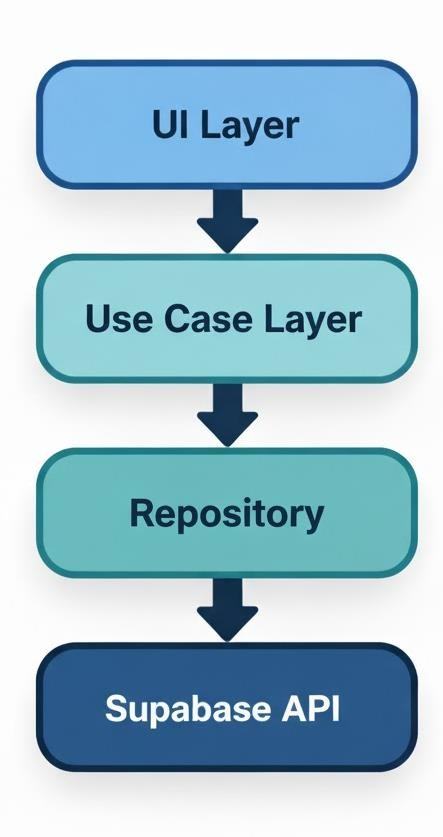 UI Layer
Use Case Layer
Repository
Supabase API